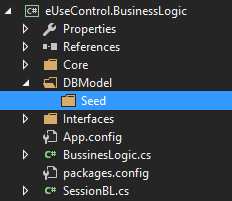 C# eUseControl.BusinessLogic
Properties
References
Core
DBModel
Seed
Interfaces
App.config
C# BussinesLogic.cs
packages.config
C# SessionBL.cs